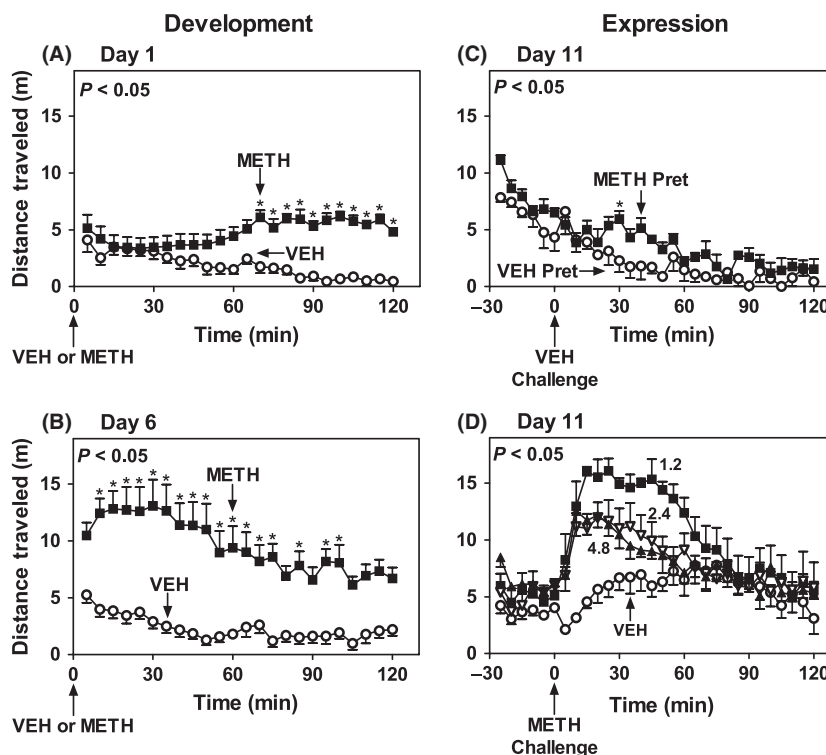 Development
Expression
(A) Day 1
P < 0.05
Distance traveled (m)
15
10
5
0
METH
* * * * * * * * * * *
VEH
0 30 60 90 120
Time (min)
VEH or METH
(C) Day 11
P < 0.05
15
10
5
0
*
METH Pret
VEH Pret
–30 0 30 60 90 120
Time (min)
VEH
Challenge
(B) Day 6
P < 0.05
Distance traveled (m)
15
10
5
0
* * * * * * * * * * * * * * * * *
METH
VEH
0 30 60 90 120
Time (min)
VEH or METH
(D) Day 11
P < 0.05
15
10
5
0
1.2
2.4
4.8
VEH
–30 0 30 60 90 120
Time (min)
METH
Challenge